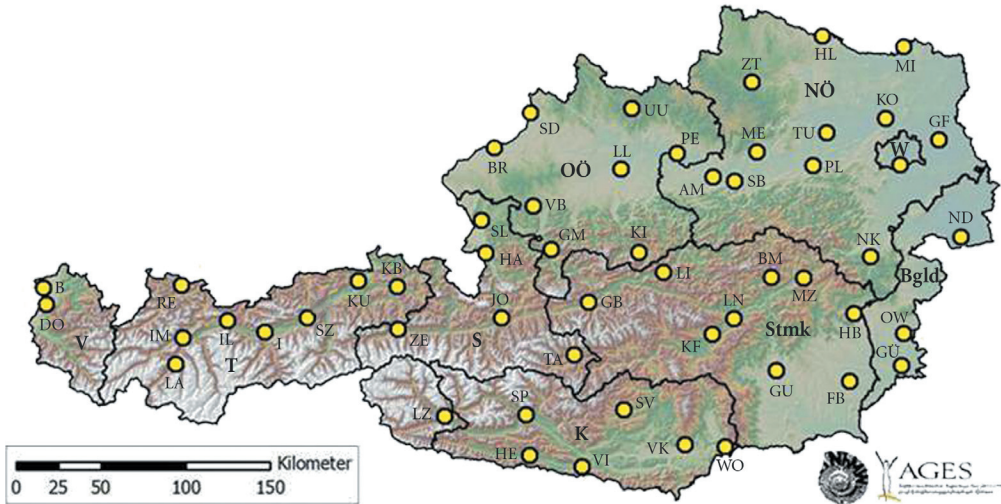 HL
MI
ZT
NÖ
KO
UU
SD
GF
TU
ME
PE
W
BR
LL
OÖ
PL
AM
SB
VB
ND
SL
GM
KI
NK
HA
BM
KB
LI
Bgld
B
RE
KU
MZ
GB
DO
JO
LN
OW
IM
IL
SZ
HB
V
I
ZE
S
Stmk
KF
GÜ
TA
LA
T
GU
FB
LZ
SP
SV
K
VK
HE
VI
WO
Kilometer
0 25 50 100 150
NHMW
AGES